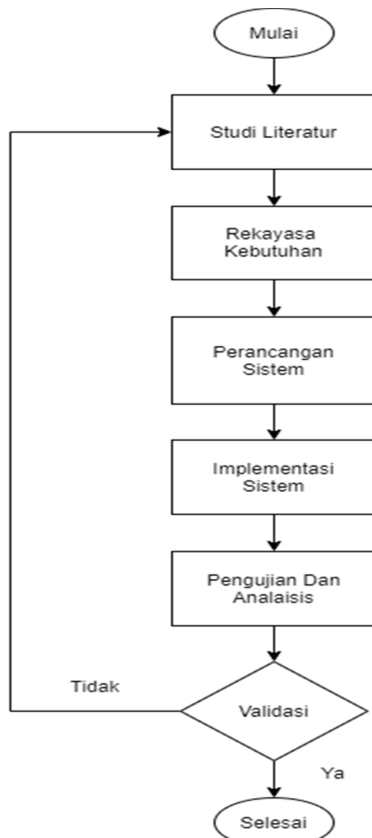 Mulai
Studi Literatur
Rekayasa
Kebutuhan
Perancangan
Sistem
Implementasi
Sistem
Pengujian Dan
Analaisis
Tidak
Validasi
Ya
Selesai